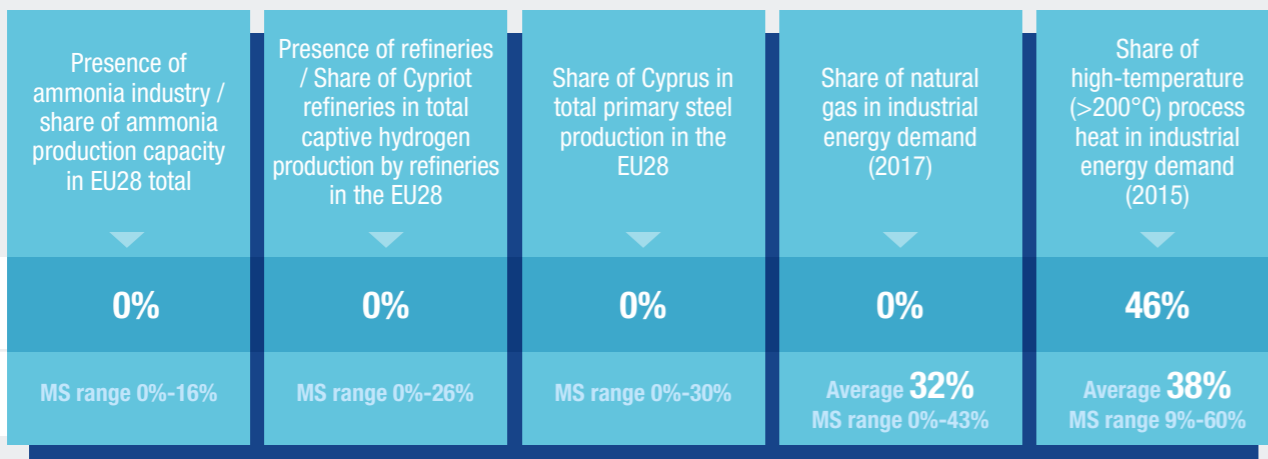 Presence of
ammonia industry /
share of ammonia
production capacity
in EU28 total
0%
MS range 0%-16%
Presence of refineries
/ Share of Cypriot
refineries in total
captive hydrogen
production by refineries
in the EU28
0%
MS range 0%-26%
Share of Cyprus in
total primary steel
production in the
EU28
0%
MS range 0%-30%
Share of natural
gas in industrial
energy demand
(2017)
0%
Average 32%
MS range 0%-43%
Share of
high-temperature
(>200°C) process
heat in industrial
energy demand
(2015)
46%
Average 38%
MS range 9%-60%